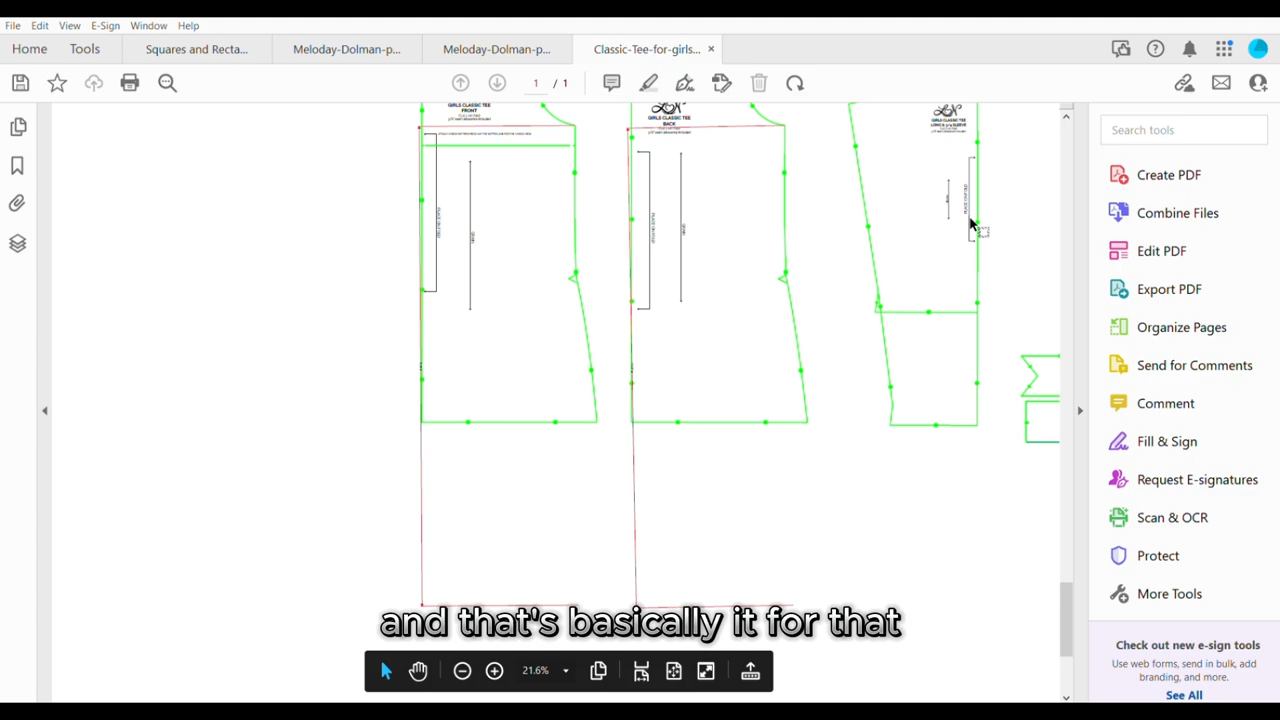 File Edit View E-Sign Window Help
Home Tools Squares and Recta... Meloday-Dolman-p... Meloday-Dolman-p... Classic-Tee-for-girls... ×
1 / 1
Search tools
Create PDF
Combine Files
Edit PDF
Export PDF
Organize Pages
Send for Comments
Comment
Fill & Sign
Request E-signatures
Scan & OCR
Protect
More Tools
Check out new e-sign tools
Use web forms, send in bulk, add
branding, and more.
See All
GIRLS CLASSIC TEE
FRONT
GIRLS CLASSIC TEE
BACK
GIRLS CLASSIC TEE
and that's basically it for that
21.6%